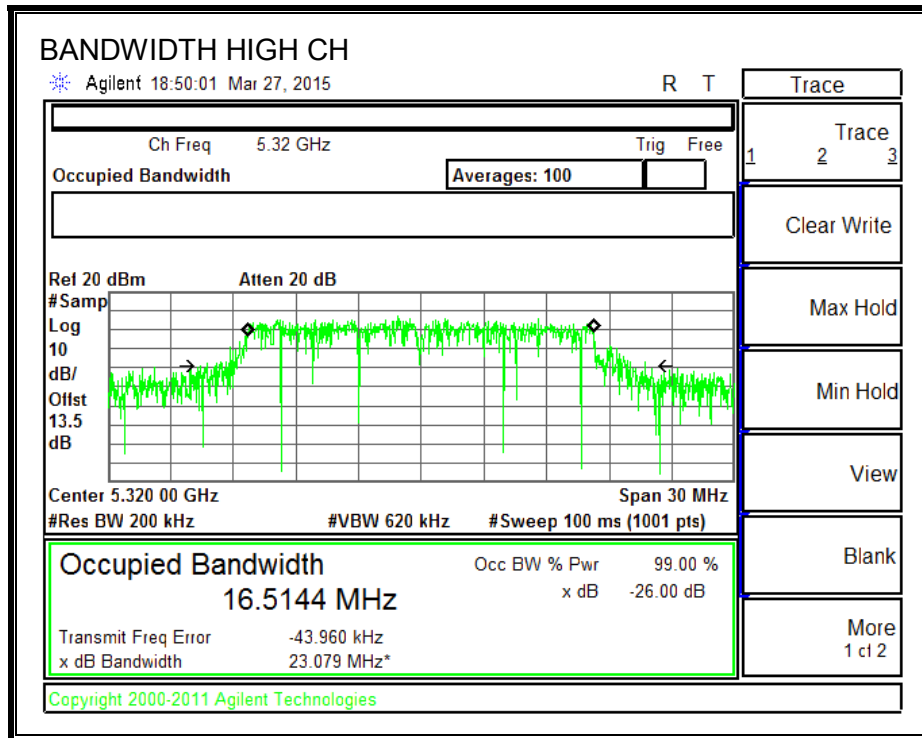 BANDWIDTH HIGH CH
Agilent 18:50:01 Mar 27, 2015 R T
Trace
Ch Freq 5.32 GHz Trig Free
Occupied Bandwidth Averages: 100
Trace
1 2 3
Clear Write
Max Hold
Min Hold
View
Blank
More
1 of 2
Ref 20 dBm Atten 20 dB
#Samp
Log
10
dB/
Offst
13.5
dB
Center 5.320 00 GHz Span 30 MHz
#Res BW 200 kHz #VBW 620 kHz #Sweep 100 ms (1001 pts)
Occupied Bandwidth Occ BW % Pwr 99.00 %
16.5144 MHz x dB -26.00 dB
Transmit Freq Error -43.960 kHz
x dB Bandwidth 23.079 MHz*
Copyright 2000-2011 Agilent Technologies